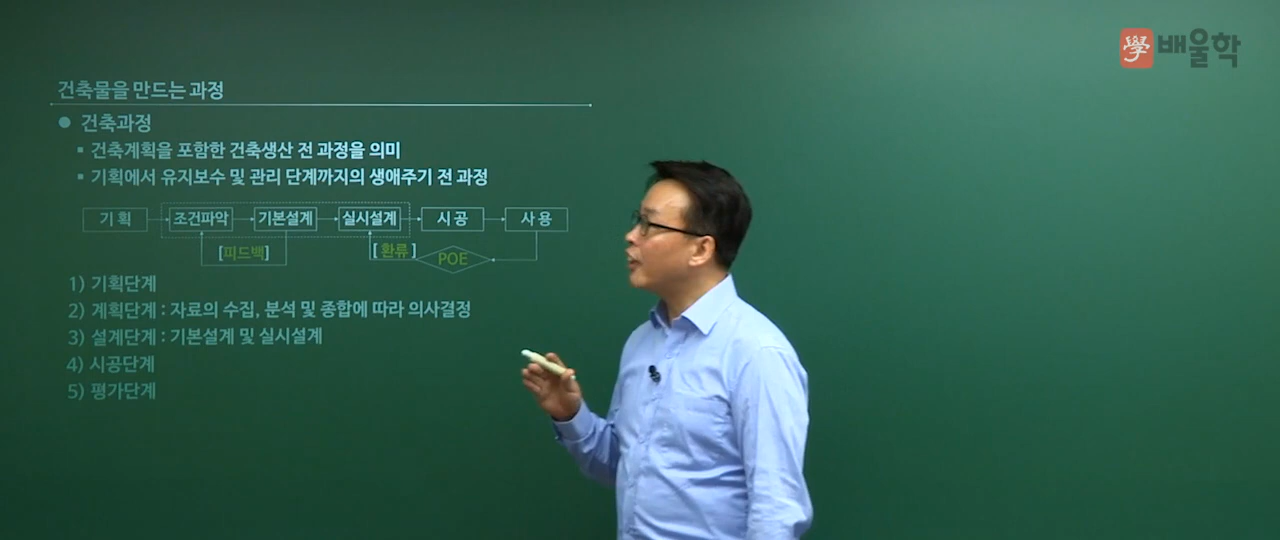 學 배울학
건축물을 만드는 과정
● 건축과정
▪ 건축계획을 포함한 건축생산 전 과정을 의미
▪ 기획에서 유지보수 및 관리 단계까지의 생애주기 전 과정
기 획 조건파악 기본설계 실시설계 시 공 사 용
[피드백] [환류] POE
1) 기획단계
2) 계획단계 : 자료의 수집, 분석 및 종합에 따라 의사결정
3) 설계단계 : 기본설계 및 실시설계
4) 시공단계
5) 평가단계